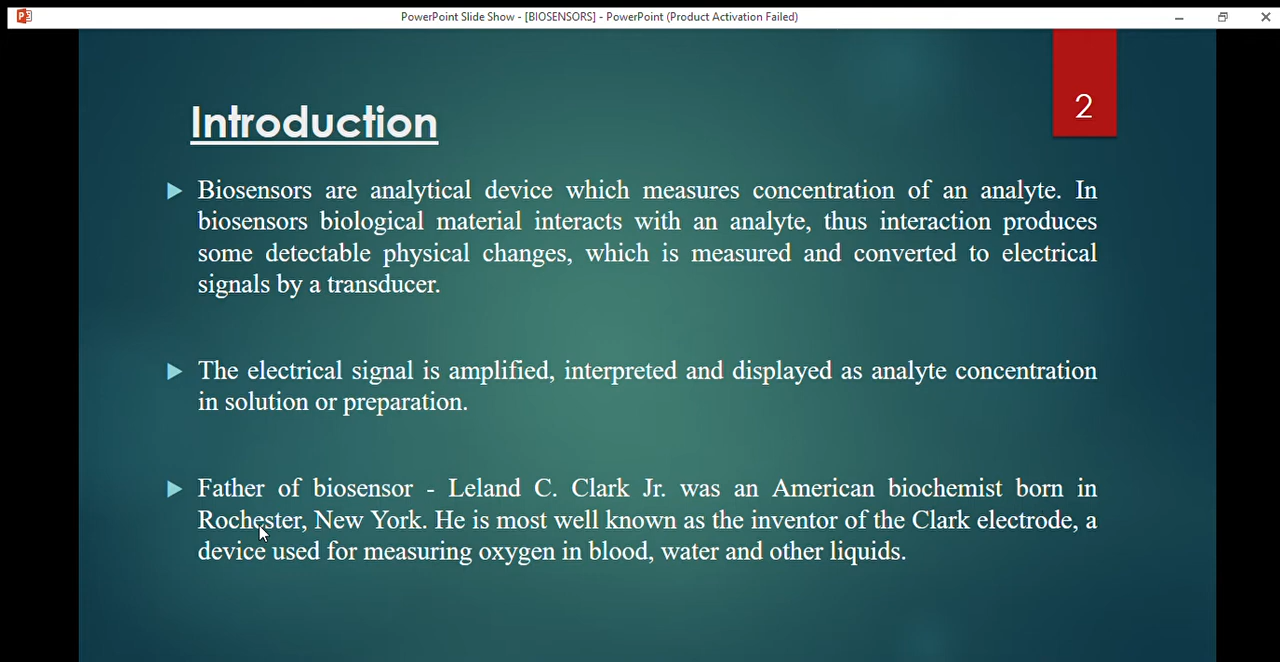 PowerPoint Slide Show - [BIOSENSORS] - PowerPoint (Product Activation Failed)
2
Introduction
Biosensors are analytical device which measures concentration of an analyte. In
biosensors biological material interacts with an analyte, thus interaction produces
some detectable physical changes, which is measured and converted to electrical
signals by a transducer.
The electrical signal is amplified, interpreted and displayed as analyte concentration
in solution or preparation.
Father of biosensor - Leland C. Clark Jr. was an American biochemist born in
Rochester, New York. He is most well known as the inventor of the Clark electrode, a
device used for measuring oxygen in blood, water and other liquids.